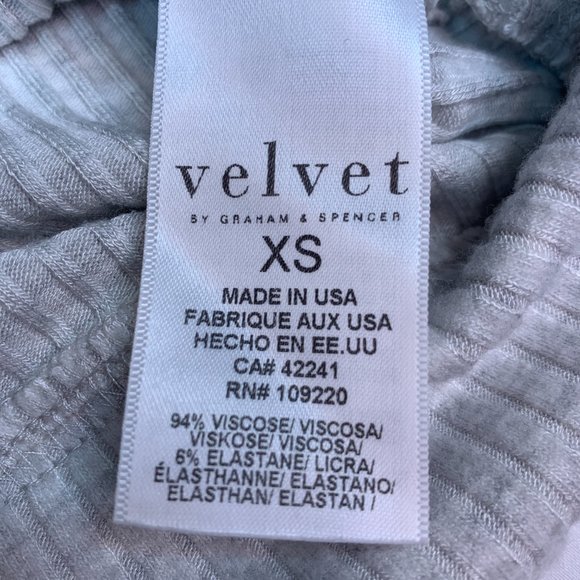 velvet
BY GRAHAM & SPENCER
XS
MADE IN USA
FABRIQUE AUX USA
HECHO EN EE.UU
CA# 42241
RN# 109220
94% VISCOSE/ VISCOSA/
VISKOSE/ VISCOSA/
6% ELASTANE/ LICRA/
ÉLASTHANNE/ ELASTANO/
ELASTHAN/ ELASTAN /